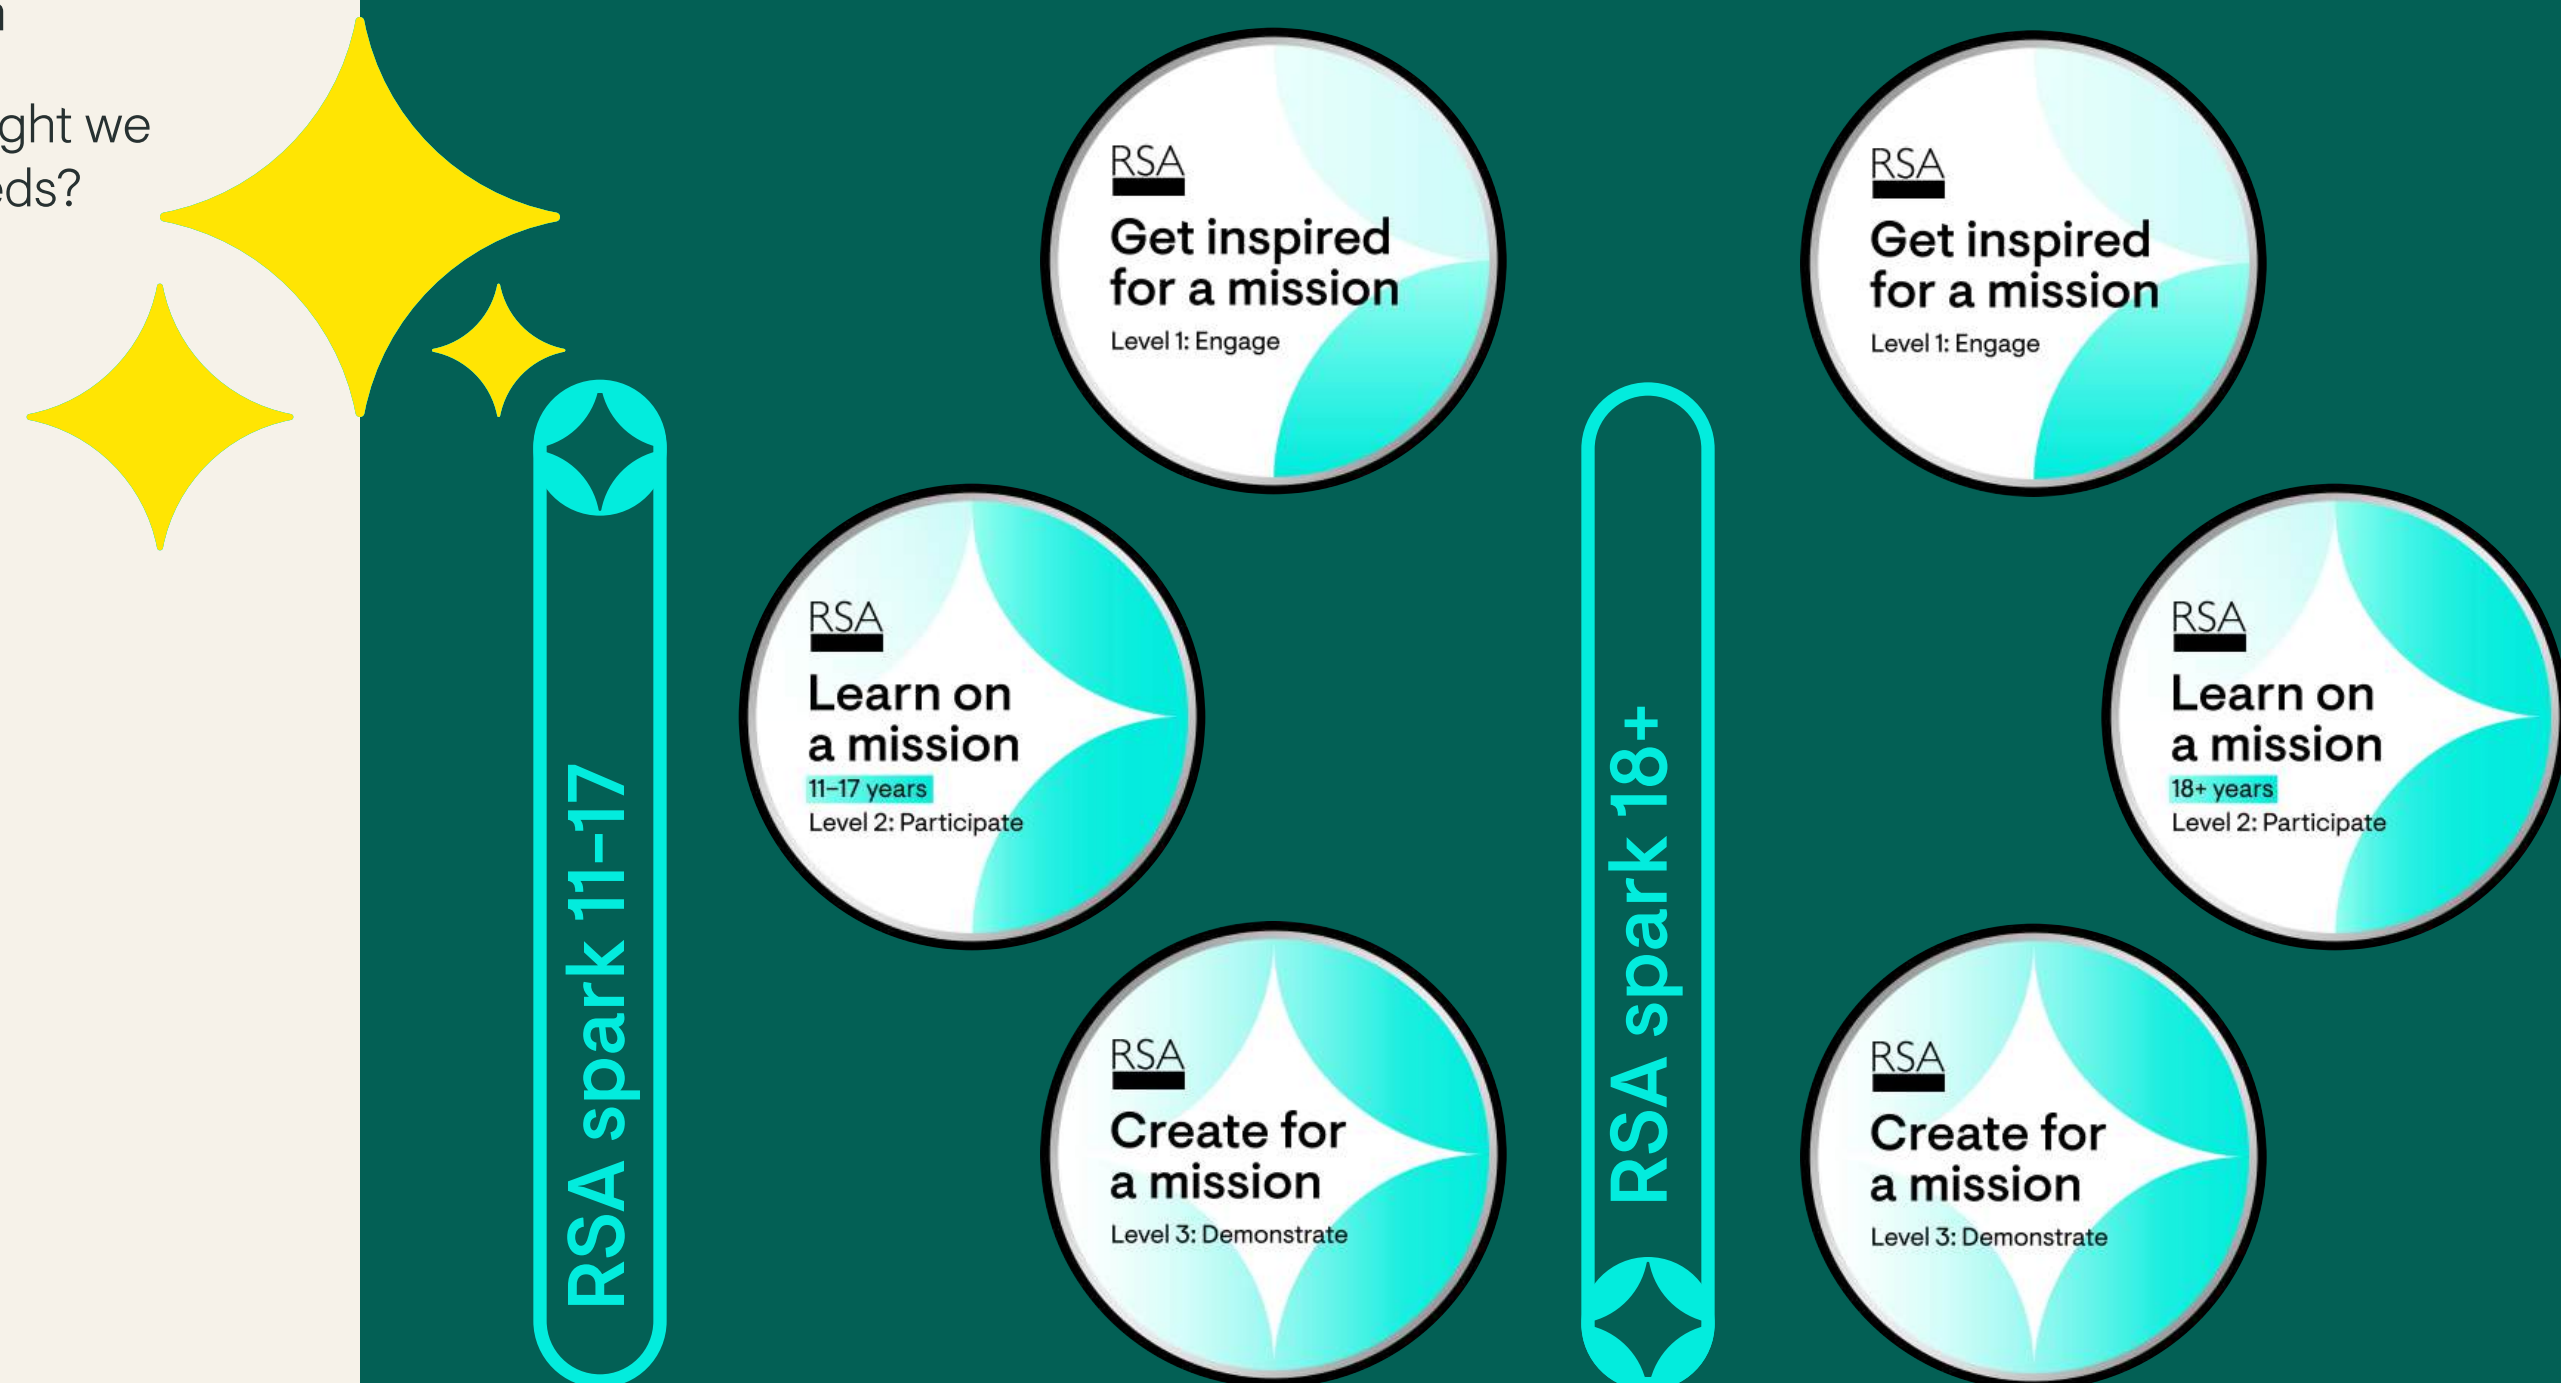 ght we
eds?
RSA spark 11-17
RSA
Get inspired
for a mission
Level 1: Engage
RSA
Learn on
a mission
11–17 years
Level 2: Participate
RSA
Create for
a mission
Level 3: Demonstrate
RSA spark 18+
RSA
Get inspired
for a mission
Level 1: Engage
RSA
Learn on
a mission
18+ years
Level 2: Participate
RSA
Create for
a mission
Level 3: Demonstrate